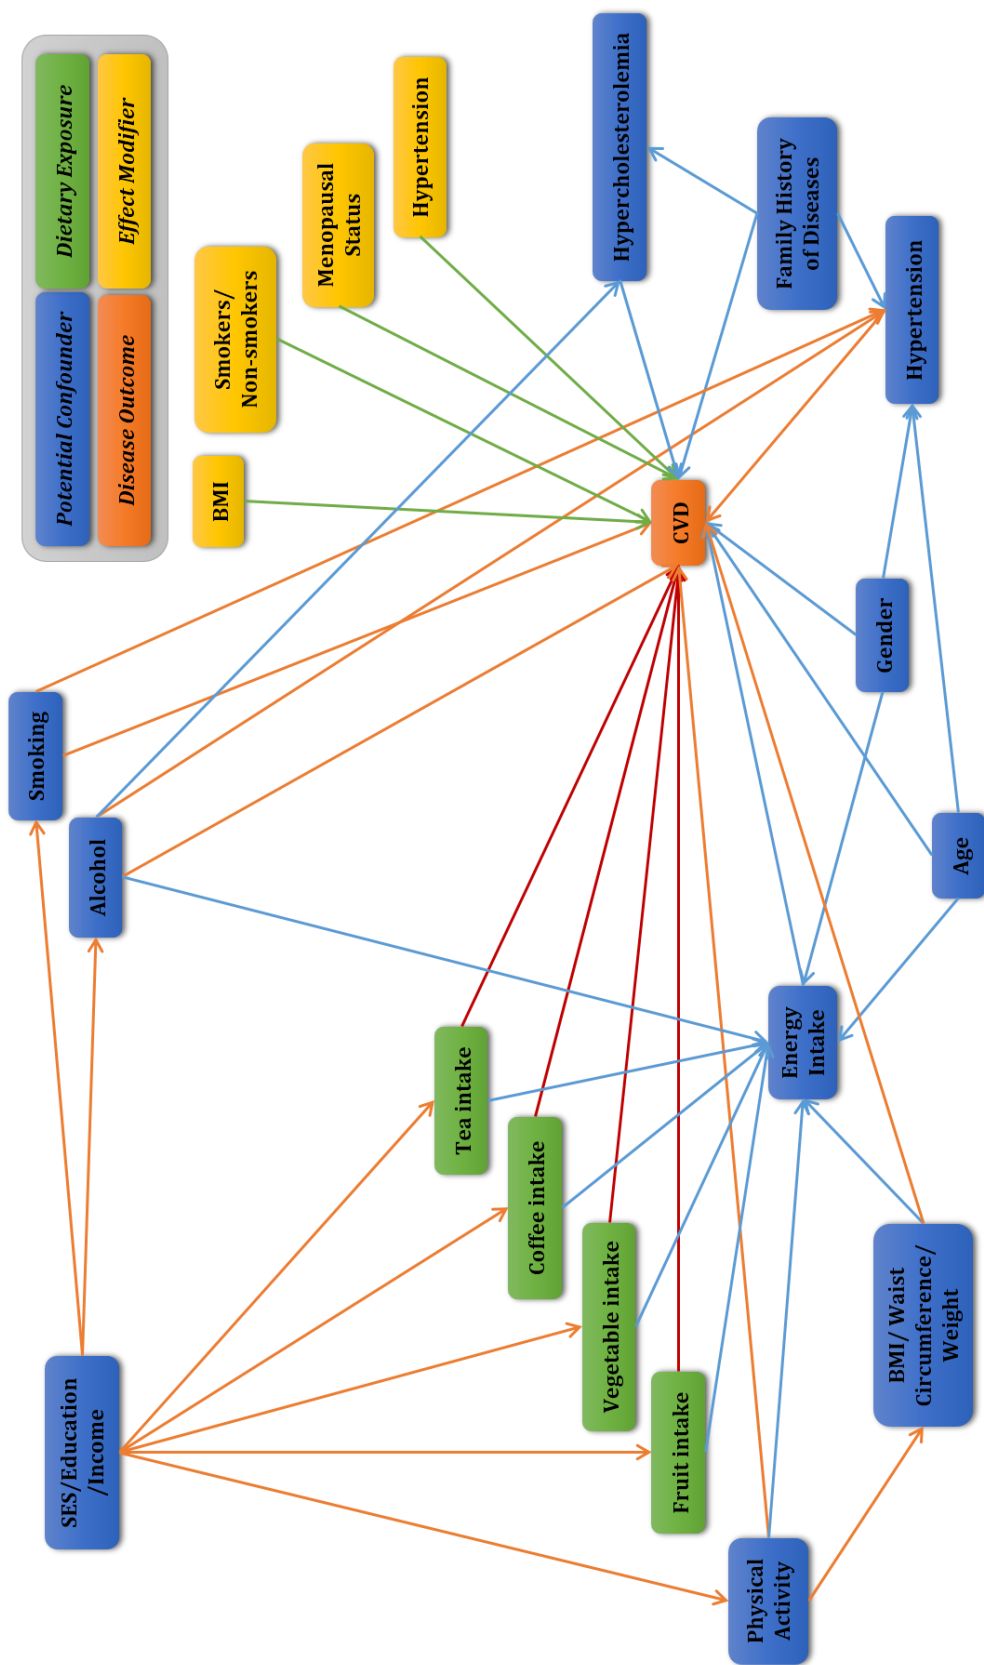 Potential Confounder
Dietary Exposure
Disease Outcome
Effect Modifier
SES/Education
/Income
Smoking
Alcohol
BMI
Smokers/
Non-smokers
Menopausal
Status
Hypertension
Tea intake
Coffee intake
Vegetable intake
Fruit intake
CVD
Hypercholesterolemia
Physical
Activity
Energy
Intake
Family History
of Diseases
Gender
Hypertension
BMI/ Waist
Circumference/
Weight
Age